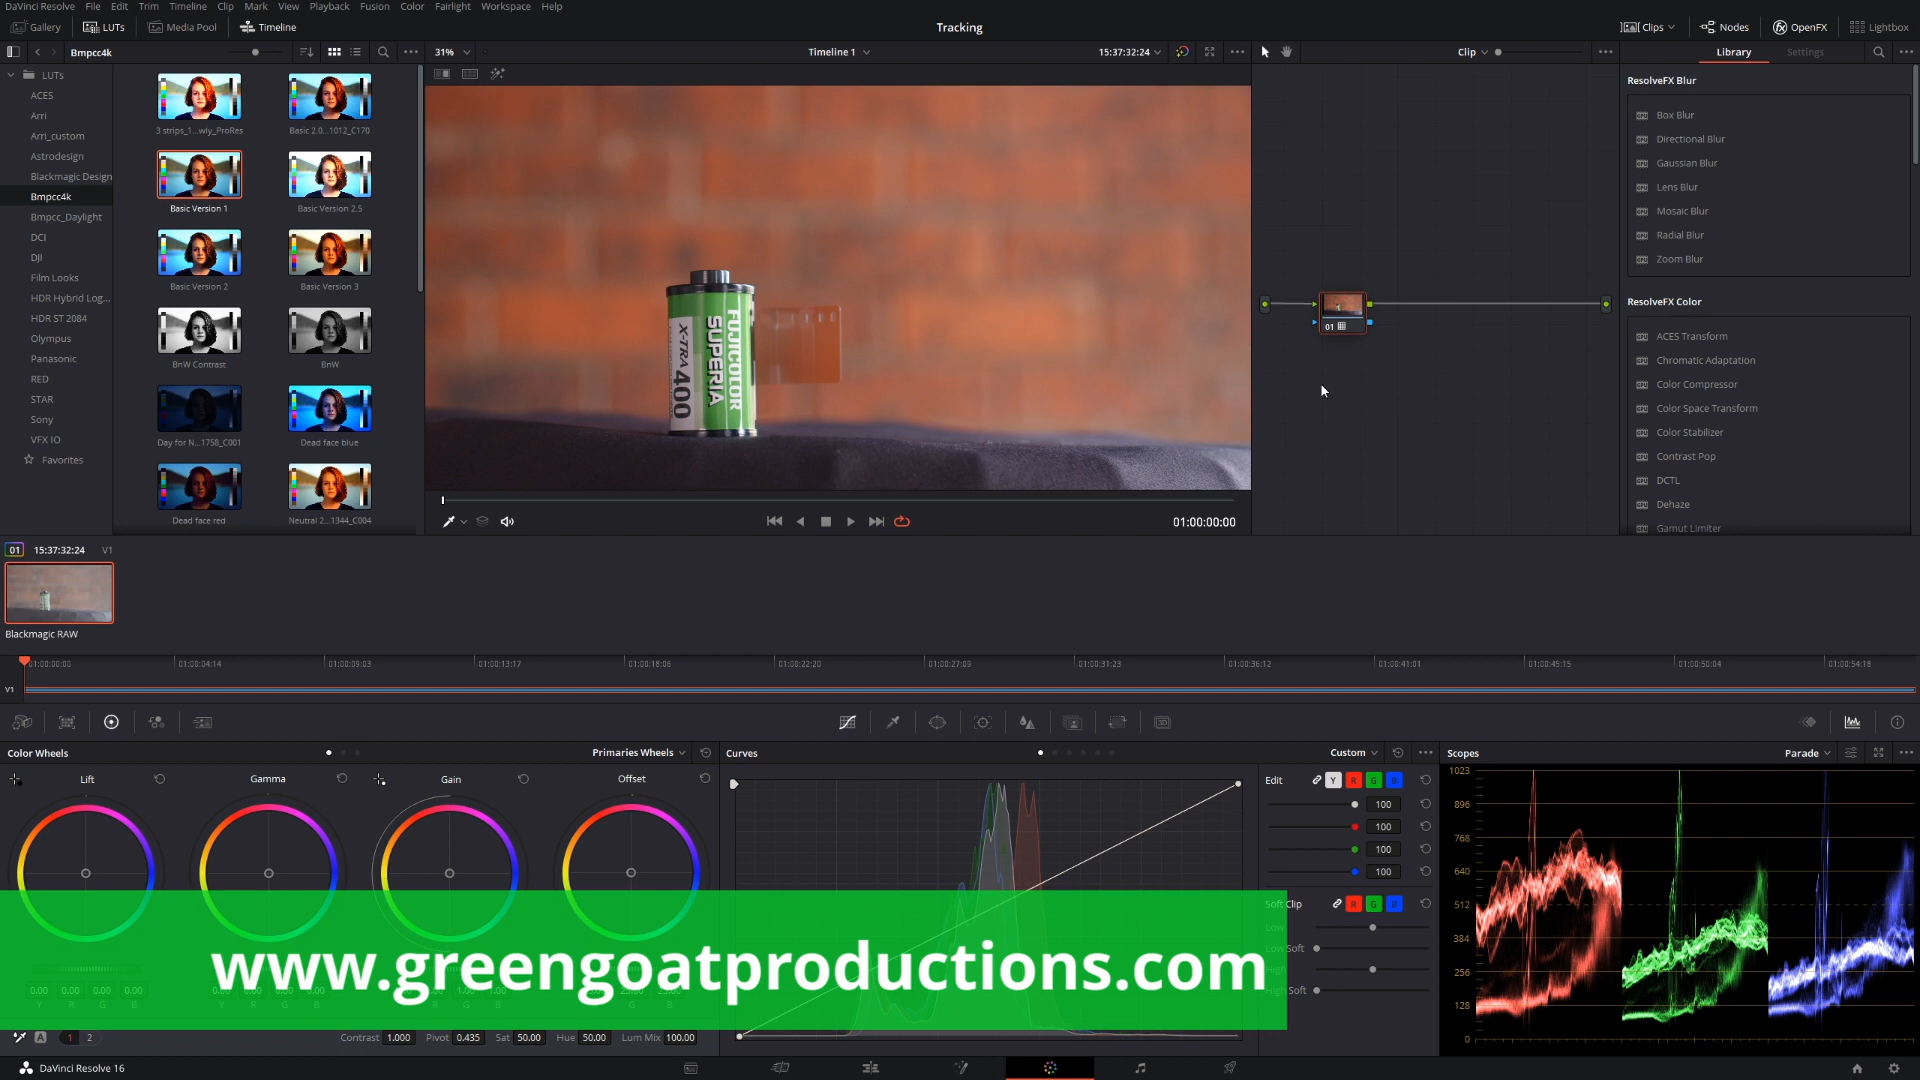 DaVinci Resolve File Edit Trim Timeline Clip Mark View Playback Fusion Color Fairlight Workspace Help
Gallery LUTs Media Pool Timeline Tracking Clips Nodes OpenFX Lightbox
Bmpcc4k 31% Timeline 1 15:37:32:24 Clip Library Settings
LUTs
ACES
Arri
Arri_custom
Astrodesign
Blackmagic Design
Bmpcc4k
Bmpcc_Daylight
DCI
DJI
Film Looks
HDR Hybrid Log...
HDR ST 2084
Olympus
Panasonic
RED
STAR
Sony
VFX IO
Favorites
3 strips_1...wly_ProRes Basic 2.0...1012_C170
Basic Version 1 Basic Version 2.5
Basic Version 2 Basic Version 3
BnW Contrast BnW
Day for N...1758_C001 Dead face blue
Dead face red Neutral 2...1344_C004
X-TRA 400
SUPERIA
FUJICOLOR
01:00:00:00
01
ResolveFX Blur
Box Blur
Directional Blur
Gaussian Blur
Lens Blur
Mosaic Blur
Radial Blur
Zoom Blur
ResolveFX Color
ACES Transform
Chromatic Adaptation
Color Compressor
Color Space Transform
Color Stabilizer
Contrast Pop
DCTL
Dehaze
Gamut Limiter
01 15:37:32:24 V1
Blackmagic RAW
01:00:00:00 01:00:04:14 01:00:09:03 01:00:13:17 01:00:18:06 01:00:22:20 01:00:27:09 01:00:31:23 01:00:36:12 01:00:41:01 01:00:45:15 01:00:50:04 01:00:54:18
V1
Color Wheels Primaries Wheels Curves Custom Scopes Parade
Lift Gamma Gain Offset
Edit Y R G B
100
100
100
100
Soft Clip R G B
Low
Low Soft
High
High Soft
1023
896
768
640
512
384
256
128
0
www.greengoatproductions.com
0.00 0.00 0.00 0.00
Y R G B
A 1 2 Contrast 1.000 Pivot 0.435 Sat 50.00 Hue 50.00 Lum Mix 100.00
DaVinci Resolve 16